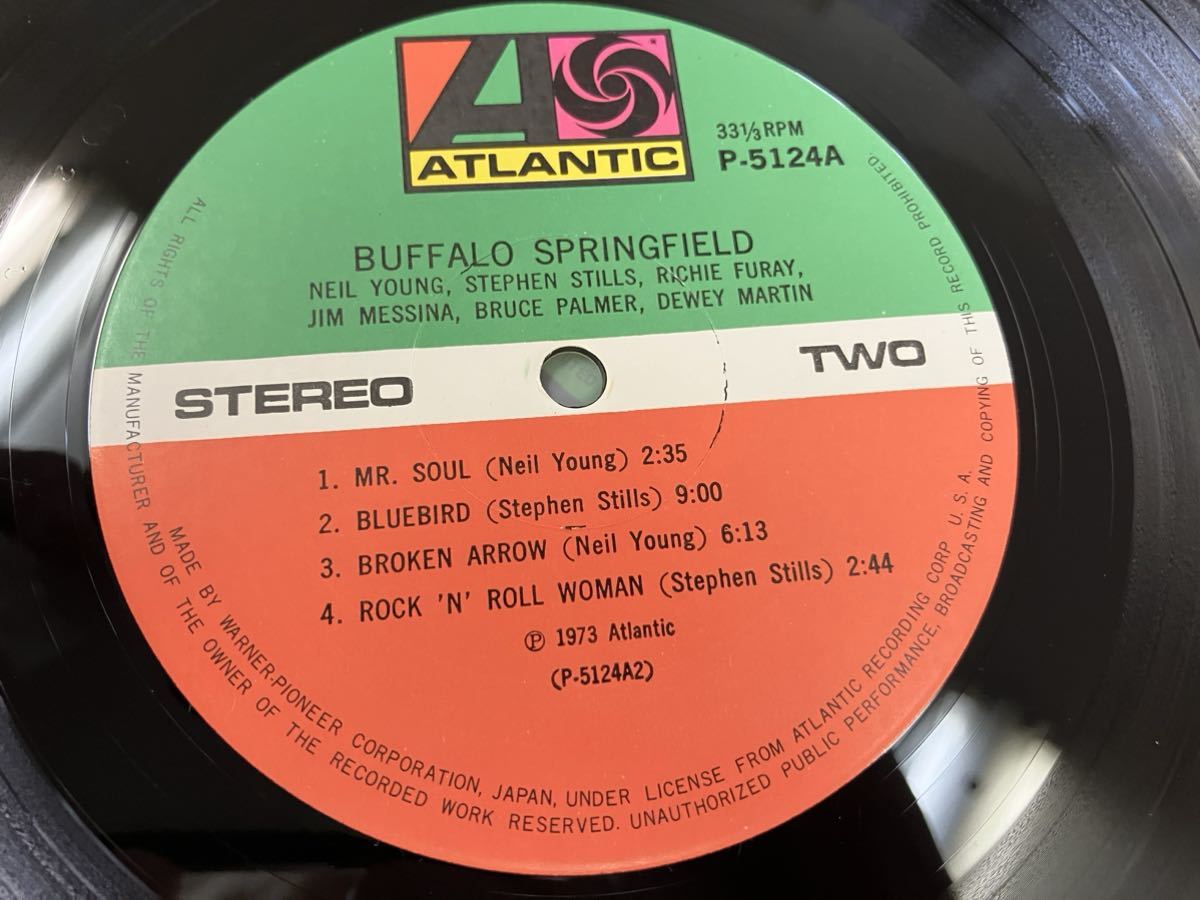 ATLANTIC
33 1/3 RPM
P-5124A
BUFFALO SPRINGFIELD
NEIL YOUNG, STEPHEN STILLS, RICHIE FURAY,
JIM MESSINA, BRUCE PALMER, DEWEY MARTIN
STEREO
TWO
1. MR. SOUL (Neil Young) 2:35
2. BLUEBIRD (Stephen Stills) 9:00
3. BROKEN ARROW (Neil Young) 6:13
4. ROCK 'N' ROLL WOMAN (Stephen Stills) 2:44
℗ 1973 Atlantic
(P-5124A2)
MADE BY WARNER-PIONEER CORPORATION, JAPAN, UNDER LICENSE FROM ATLANTIC RECORDING CORP U. S. A.
ALL RIGHTS OF THE MANUFACTURER AND OF THE OWNER OF THE RECORDED WORK RESERVED. UNAUTHORIZED PUBLIC PERFORMANCE, BROADCASTING AND COPYING OF THIS RECORD PROHIBITED.